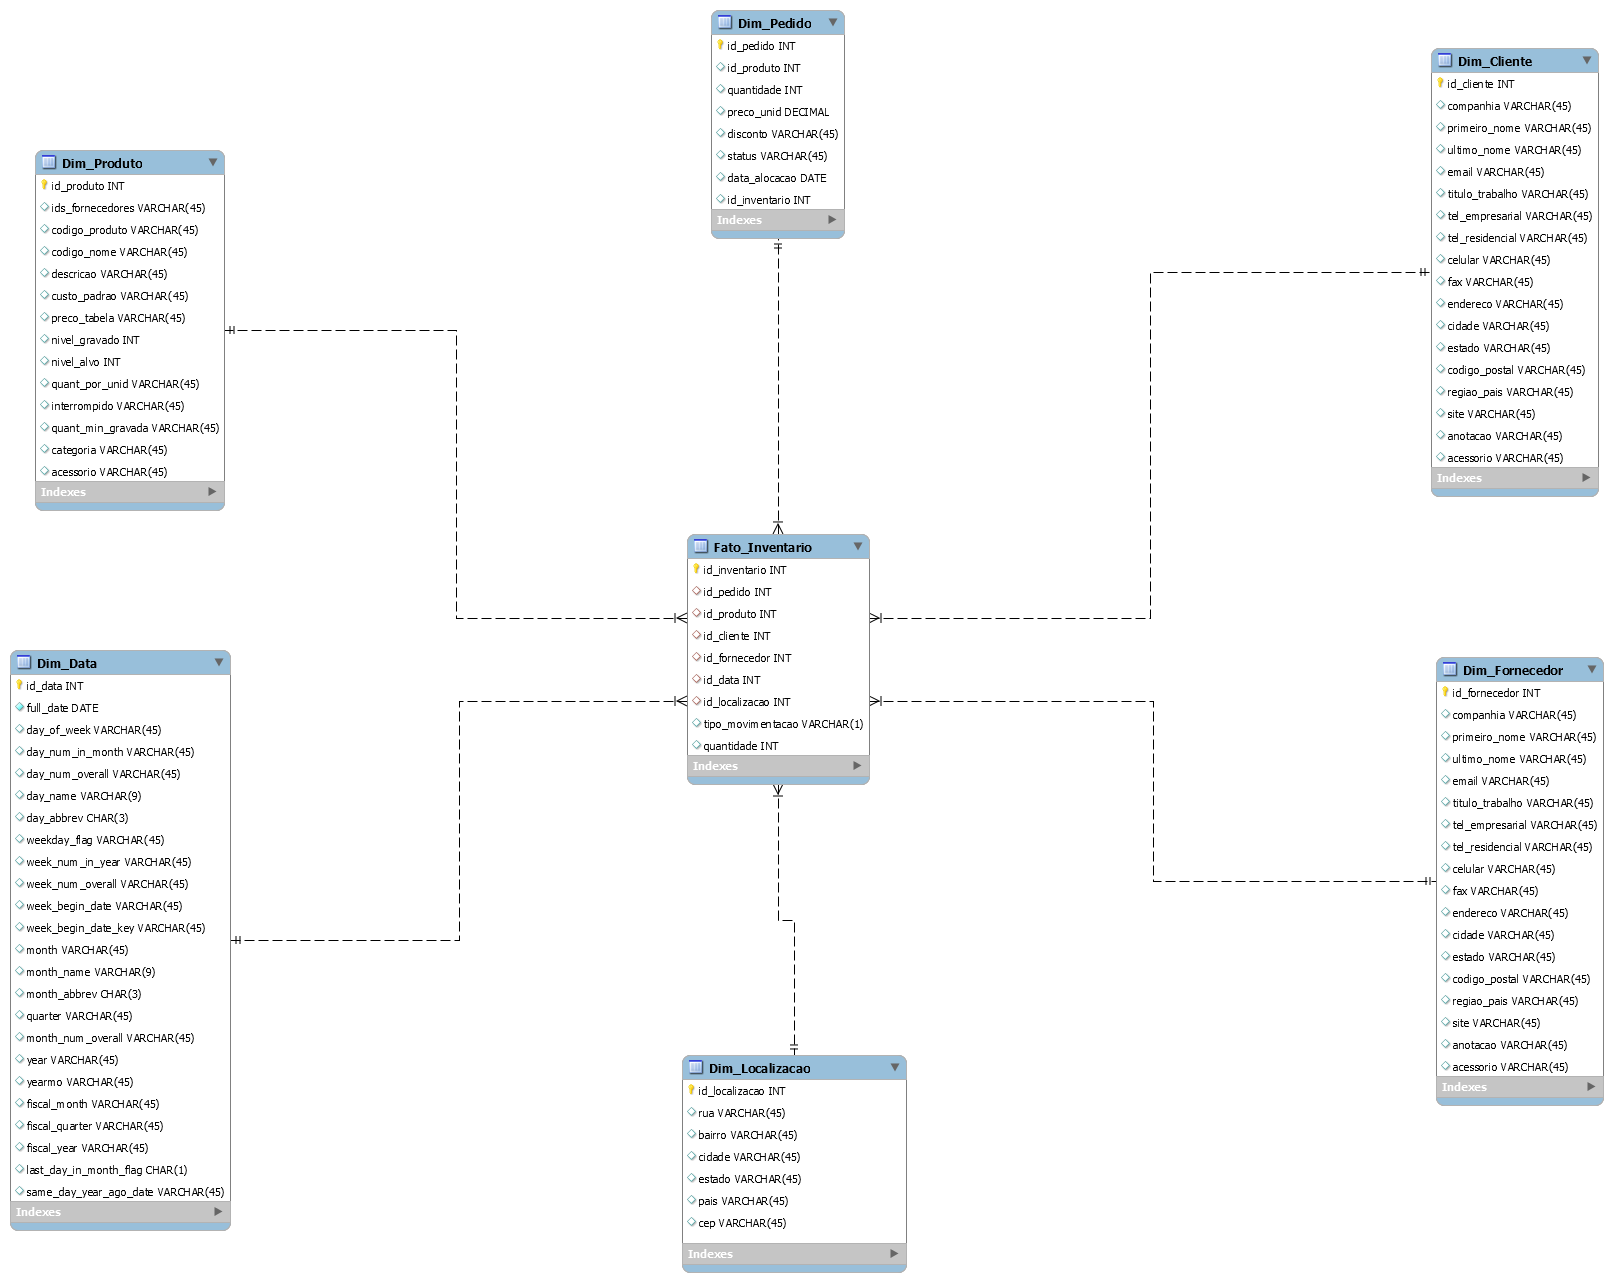 Dim_Pedido
id_pedido INT
id_produto INT
quantidade INT
preco_unid DECIMAL
disconto VARCHAR(45)
status VARCHAR(45)
data_alocacao DATE
id_inventario INT
Indexes
Dim_Cliente
id_cliente INT
companhia VARCHAR(45)
primeiro_nome VARCHAR(45)
ultimo_nome VARCHAR(45)
email VARCHAR(45)
titulo_trabalho VARCHAR(45)
tel_empresarial VARCHAR(45)
tel_residencial VARCHAR(45)
celular VARCHAR(45)
fax VARCHAR(45)
endereco VARCHAR(45)
cidade VARCHAR(45)
estado VARCHAR(45)
codigo_postal VARCHAR(45)
regiao_pais VARCHAR(45)
site VARCHAR(45)
anotacao VARCHAR(45)
acessorio VARCHAR(45)
Indexes
Dim_Produto
id_produto INT
ids_fornecedores VARCHAR(45)
codigo_produto VARCHAR(45)
codigo_nome VARCHAR(45)
descricao VARCHAR(45)
custo_padrao VARCHAR(45)
preco_tabela VARCHAR(45)
nivel_gravado INT
nivel_alvo INT
quant_por_unid VARCHAR(45)
interrompido VARCHAR(45)
quant_min_gravada VARCHAR(45)
categoria VARCHAR(45)
acessorio VARCHAR(45)
Indexes
Fato_Inventario
id_inventario INT
id_pedido INT
id_produto INT
id_cliente INT
id_fornecedor INT
id_data INT
id_localizacao INT
tipo_movimentacao VARCHAR(1)
quantidade INT
Indexes
Dim_Data
id_data INT
full_date DATE
day_of_week VARCHAR(45)
day_num_in_month VARCHAR(45)
day_num_overall VARCHAR(45)
day_name VARCHAR(9)
day_abbrev CHAR(3)
weekday_flag VARCHAR(45)
week_num_in_year VARCHAR(45)
week_num_overall VARCHAR(45)
week_begin_date VARCHAR(45)
week_begin_date_key VARCHAR(45)
month VARCHAR(45)
month_name VARCHAR(9)
month_abbrev CHAR(3)
quarter VARCHAR(45)
month_num_overall VARCHAR(45)
year VARCHAR(45)
yearmo VARCHAR(45)
fiscal_month VARCHAR(45)
fiscal_quarter VARCHAR(45)
fiscal_year VARCHAR(45)
last_day_in_month_flag CHAR(1)
same_day_year_ago_date VARCHAR(45)
Indexes
Dim_Fornecedor
id_fornecedor INT
companhia VARCHAR(45)
primeiro_nome VARCHAR(45)
ultimo_nome VARCHAR(45)
email VARCHAR(45)
titulo_trabalho VARCHAR(45)
tel_empresarial VARCHAR(45)
tel_residencial VARCHAR(45)
celular VARCHAR(45)
fax VARCHAR(45)
endereco VARCHAR(45)
cidade VARCHAR(45)
estado VARCHAR(45)
codigo_postal VARCHAR(45)
regiao_pais VARCHAR(45)
site VARCHAR(45)
anotacao VARCHAR(45)
acessorio VARCHAR(45)
Indexes
Dim_Localizacao
id_localizacao INT
rua VARCHAR(45)
bairro VARCHAR(45)
cidade VARCHAR(45)
estado VARCHAR(45)
pais VARCHAR(45)
cep VARCHAR(45)
Indexes